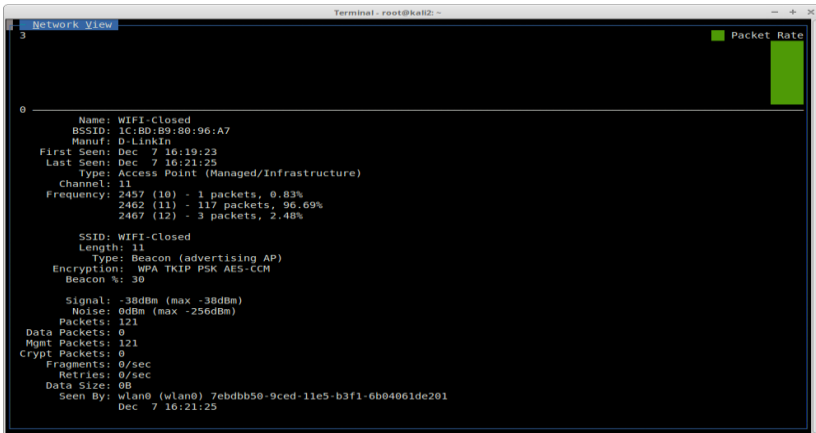 Terminal - root@kali2: ~
Network View
3
Packet Rate
0
Name: WIFI-Closed
BSSID: 1C:BD:B9:80:96:A7
Manuf: D-LinkIn
First Seen: Dec 7 16:19:23
Last Seen: Dec 7 16:21:25
Type: Access Point (Managed/Infrastructure)
Channel: 11
Frequency: 2457 (10) - 1 packets, 0.83%
2462 (11) - 117 packets, 96.69%
2467 (12) - 3 packets, 2.48%
SSID: WIFI-Closed
Length: 11
Type: Beacon (advertising AP)
Encryption: WPA TKIP PSK AES-CCM
Beacon %: 30
Signal: -38dBm (max -38dBm)
Noise: 0dBm (max -256dBm)
Packets: 121
Data Packets: 0
Mgmt Packets: 121
Crypt Packets: 0
Fragments: 0/sec
Retries: 0/sec
Data Size: 0B
Seen By: wlan0 (wlan0) 7ebdbb50-9ced-11e5-b3f1-6b04061de201
Dec 7 16:21:25